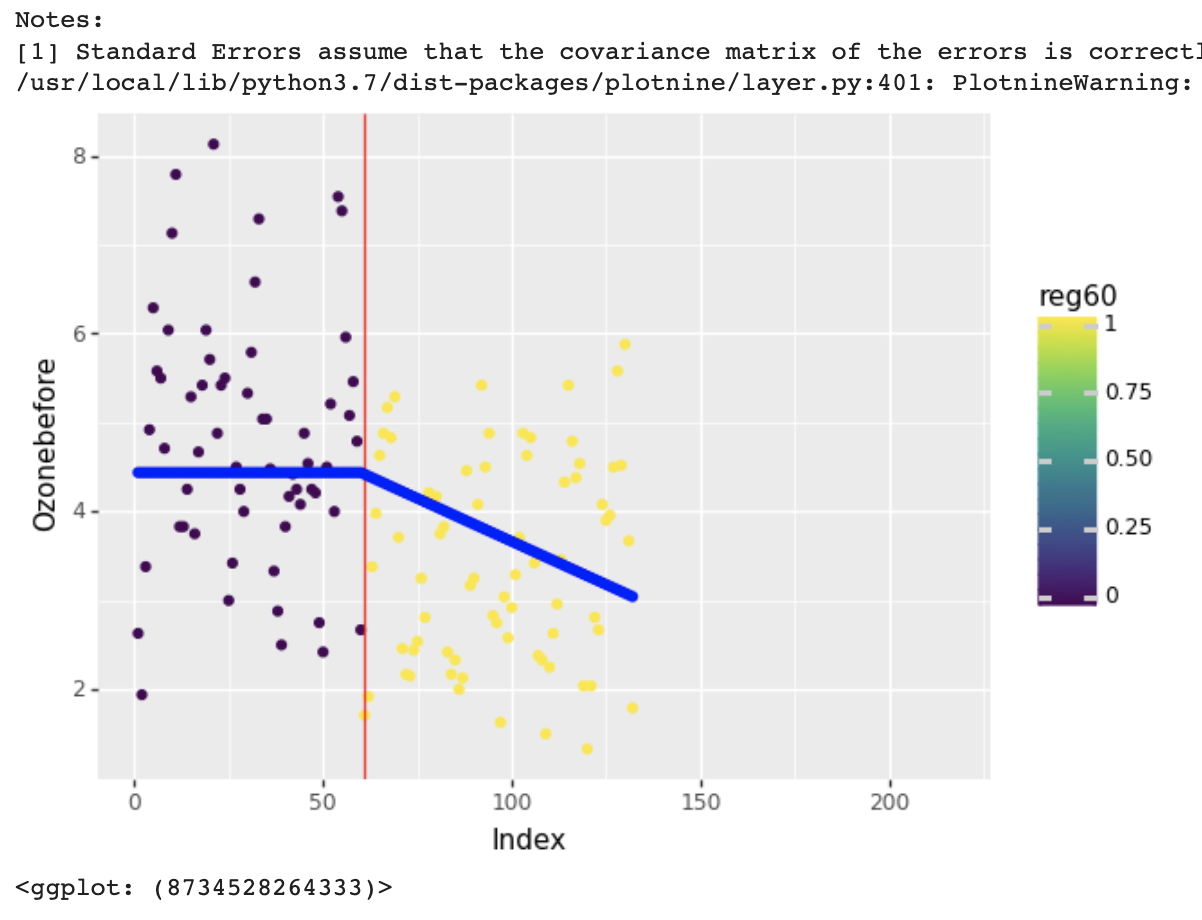 Notes:
[1] Standard Errors assume that the covariance matrix of the errors is
/usr/local/lib/python3.7/dist-packages/plotnine/layer.py:401: PlotnineWarning:
8
6
4
2
Ozonebefore
0 50 100 150 200
Index
reg60
1
0.75
0.50
0.25
0
<ggplot: (8734528264333)>